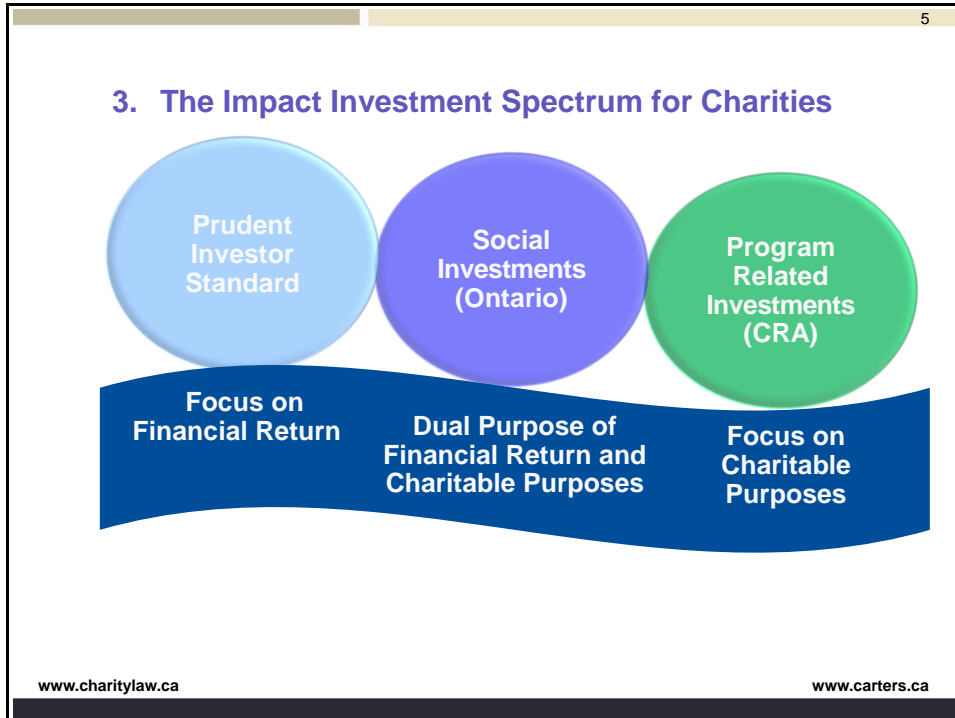 5
3. The Impact Investment Spectrum for Charities
Prudent
Investor
Standard
Social
Investments
(Ontario)
Program
Related
Investments
(CRA)
Focus on
Financial Return
Dual Purpose of
Financial Return and
Charitable Purposes
Focus on
Charitable
Purposes
www.charitylaw.ca
www.carters.ca